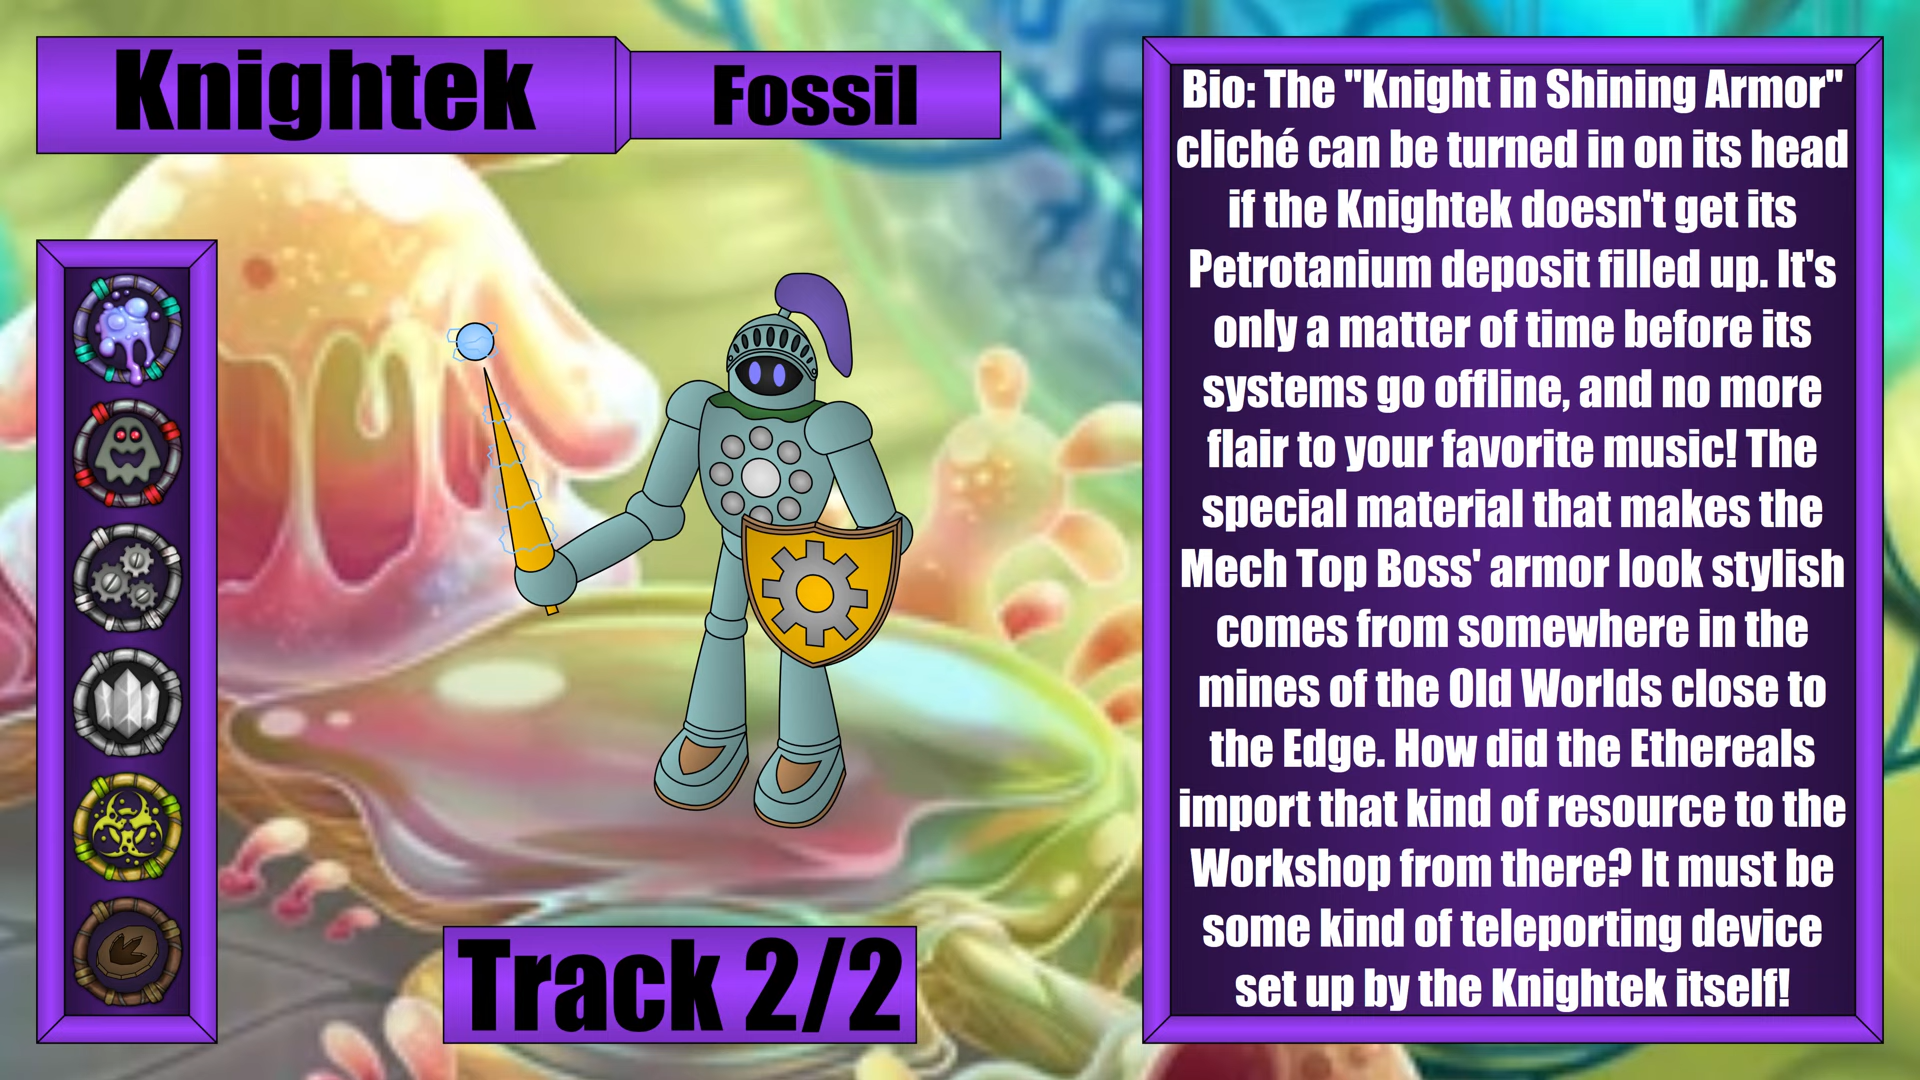 Knightek
Fossil
Bio: The "Knight in Shining Armor"
cliché can be turned in on its head
if the Knightek doesn't get its
Petrotanium deposit filled up. It's
only a matter of time before its
systems go offline, and no more
flair to your favorite music! The
special material that makes the
Mech Top Boss' armor look stylish
comes from somewhere in the
mines of the Old Worlds close to
the Edge. How did the Ethereals
import that kind of resource to the
Workshop from there? It must be
some kind of teleporting device
set up by the Knightek itself!
Track 2/2